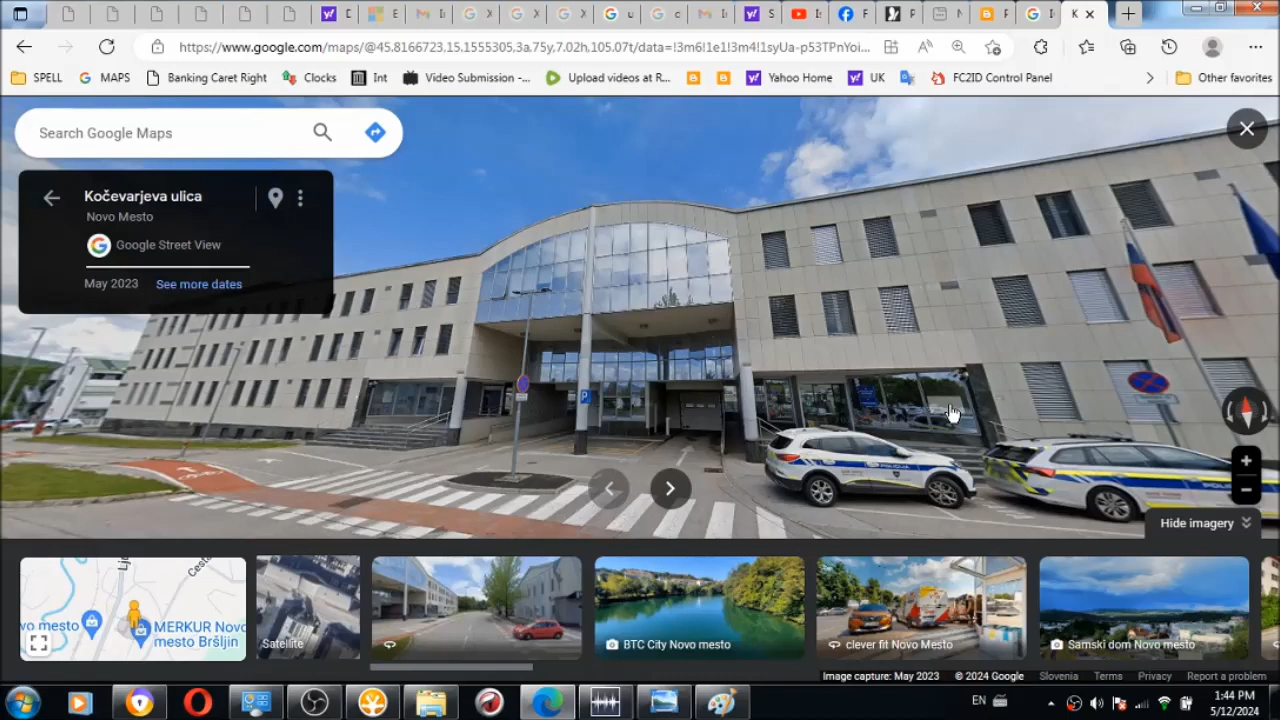 https://www.google.com/maps/@45.8166723,15.1555305,3a,75y,7.02h,105.07t/data=!3m6!1e1!3m4!1syUa-p53TPnYoi...
SPELL MAPS Banking Caret Right Clocks Int Video Submission -... Upload videos at R... Yahoo Home UK FC2ID Control Panel Other favorites
Search Google Maps
Kočevarjeva ulica
Novo Mesto
Google Street View
May 2023 See more dates
POLICIJA
P
Hide imagery
MERKUR Novo
mesto Bršljin
Satellite
BTC City Novo mesto
clever fit Novo Mesto
Samski dom Novo mesto
Image capture: May 2023 © 2024 Google Slovenia Terms Privacy Report a problem
EN
1:44 PM
5/12/2024